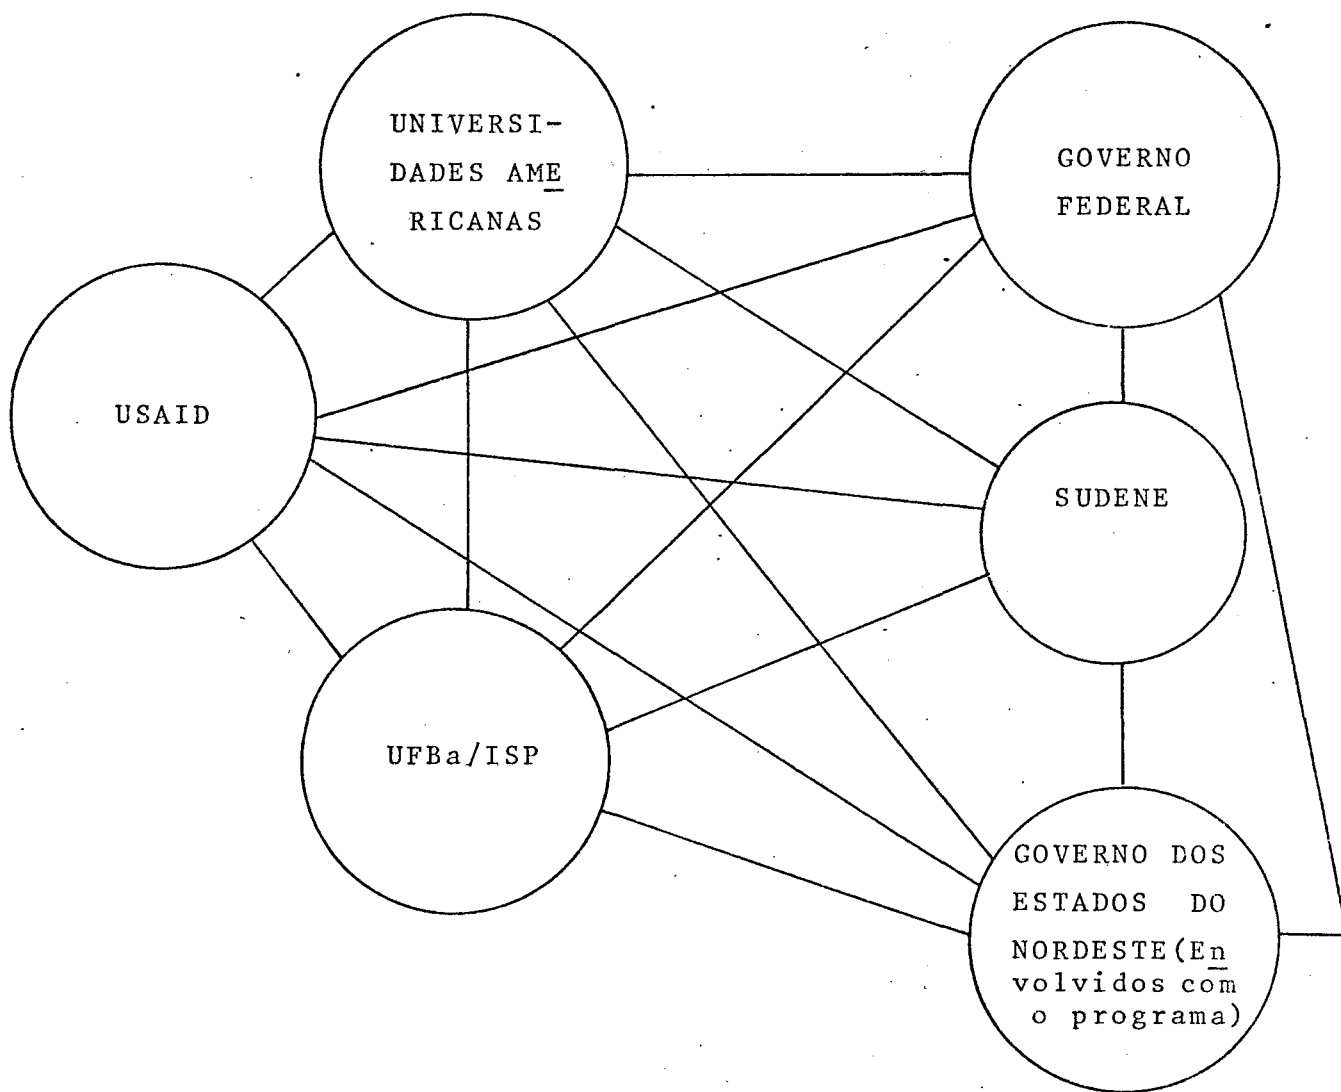 UNIVERSI-
DADES AME
RICANAS
GOVERNO
FEDERAL
USAID
SUDENE
UFBa/ISP
GOVERNO DOS
ESTADOS DO
NORDESTE(En
volvidos com
o programa)